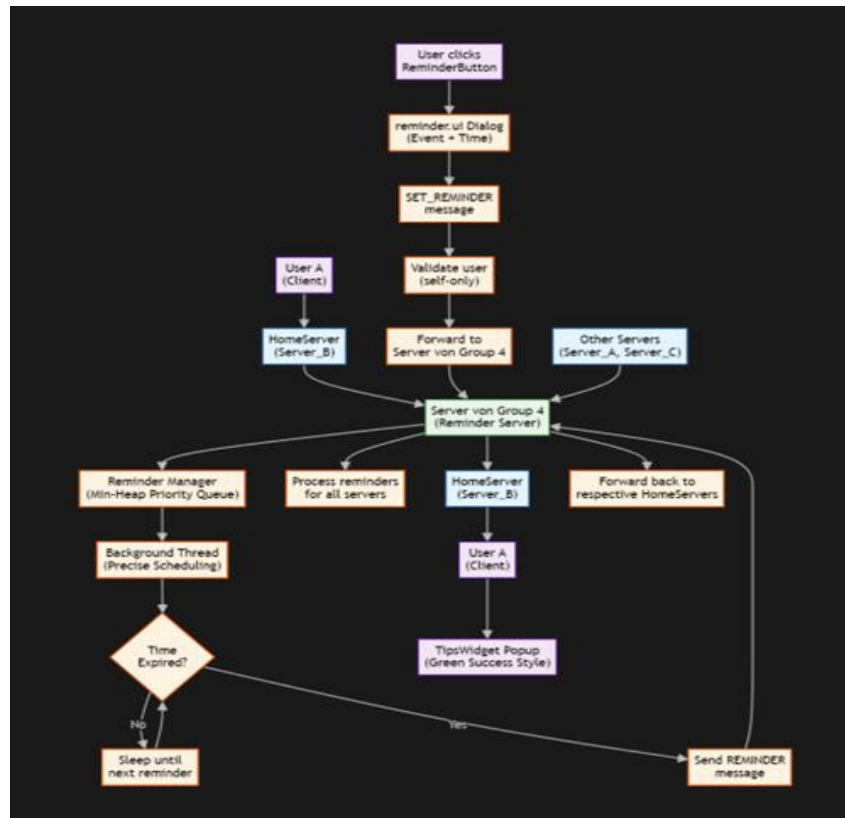 User clicks
ReminderButton
reminder.ui Dialog
(Event + Time)
SET_REMINDER
message
User A
(Client)
Validate user
(self-only)
HomeServer
(Server_B)
Forward to
Server von Group 4
Other Servers
(Server_A, Server_C)
Server von Group 4
(Reminder Server)
Reminder Manager
(Min-Heap Priority Queue)
Process reminders
for all servers
HomeServer
(Server_B)
Forward back to
respective HomeServers
Background Thread
(Precise Scheduling)
User A
(Client)
Time
Expired?
TipsWidget Popup
(Green Success Style)
No
Yes
Sleep until
next reminder
Send REMINDER
message